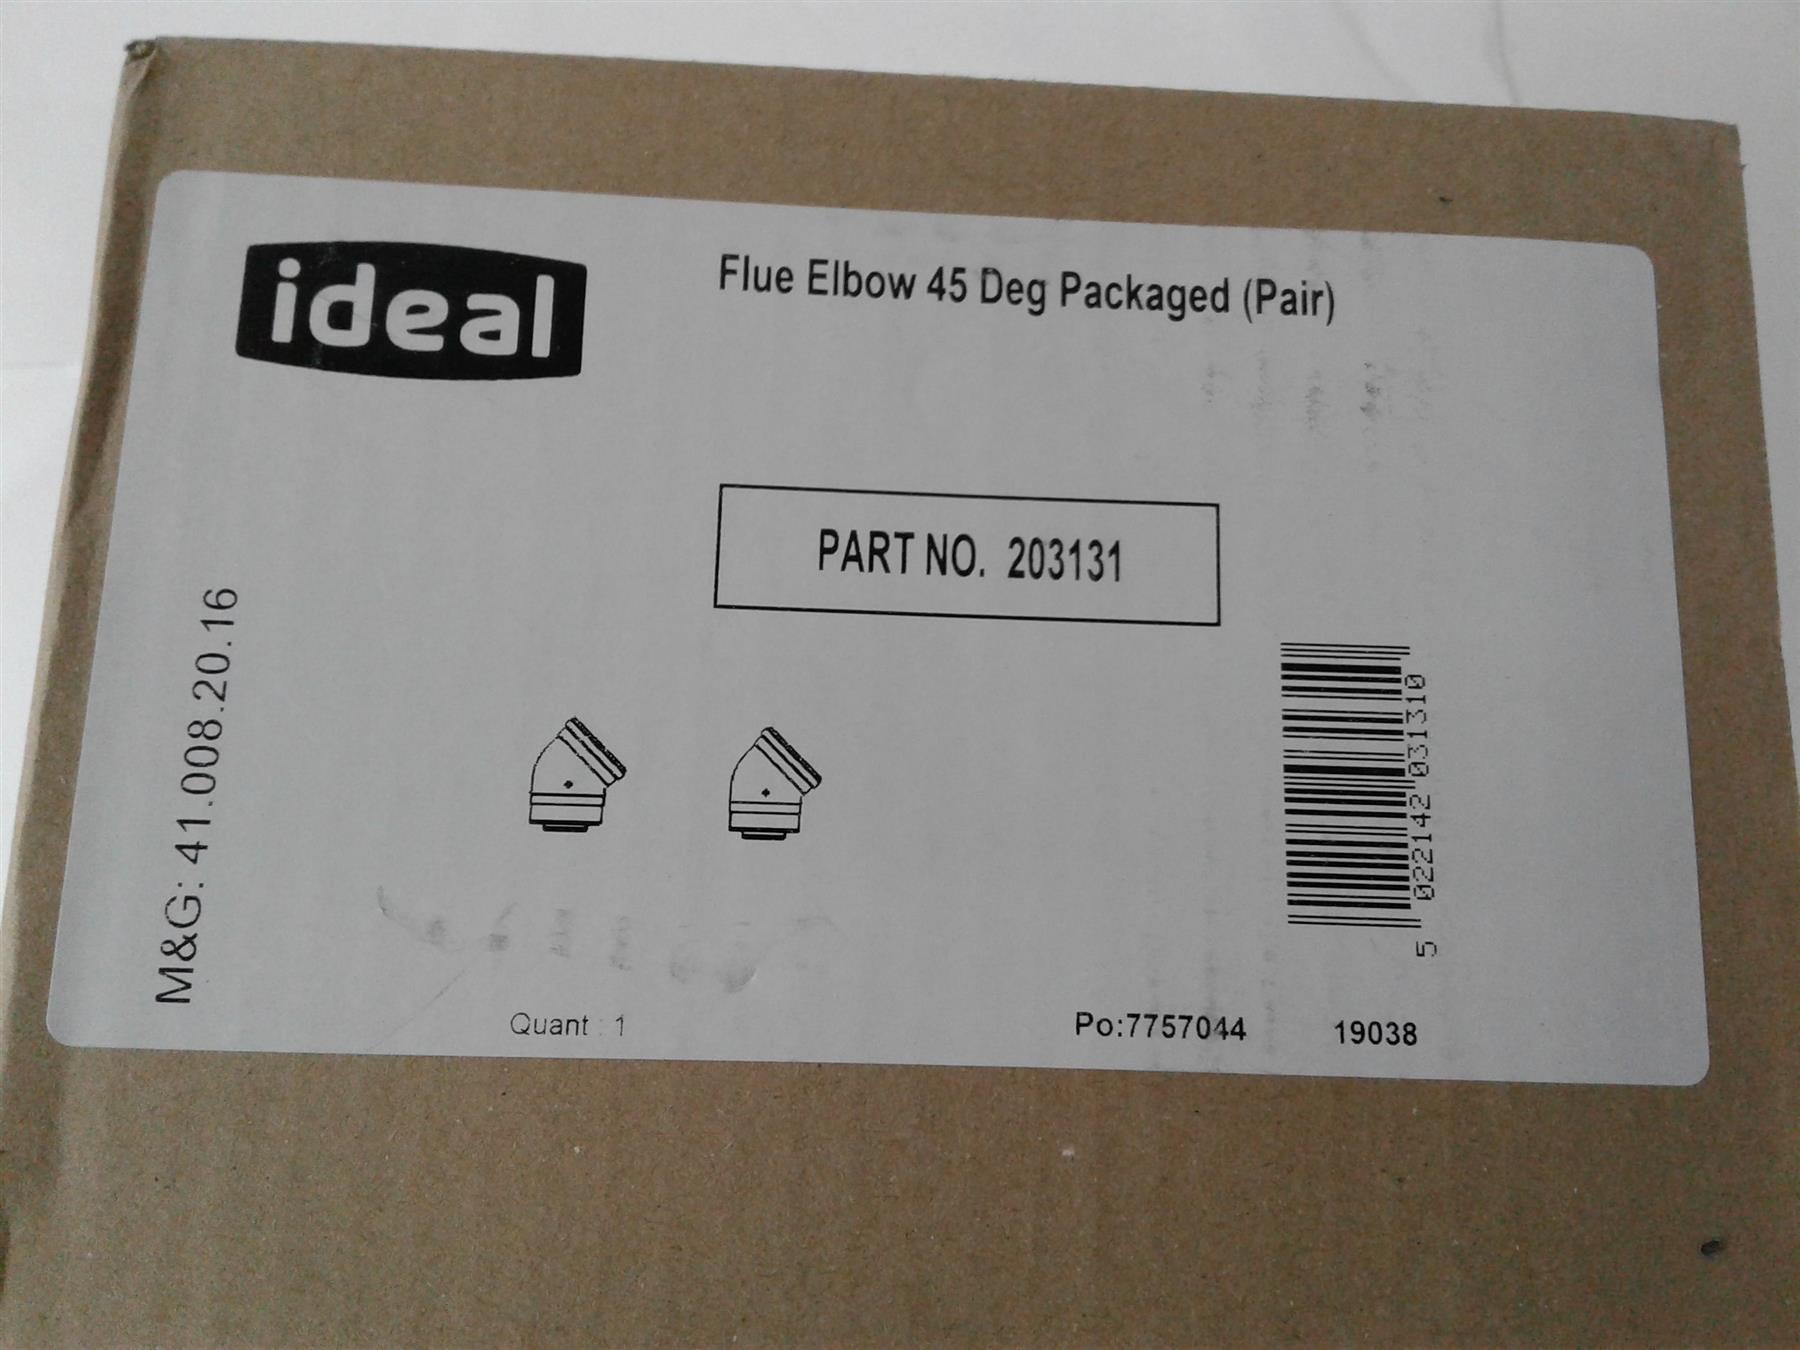 ideal
Flue Elbow 45 Deg Packaged (Pair)
PART NO. 203131
M&G: 41.008.20.16
5 022142 031310
Quant : 1
Po:7757044
19038